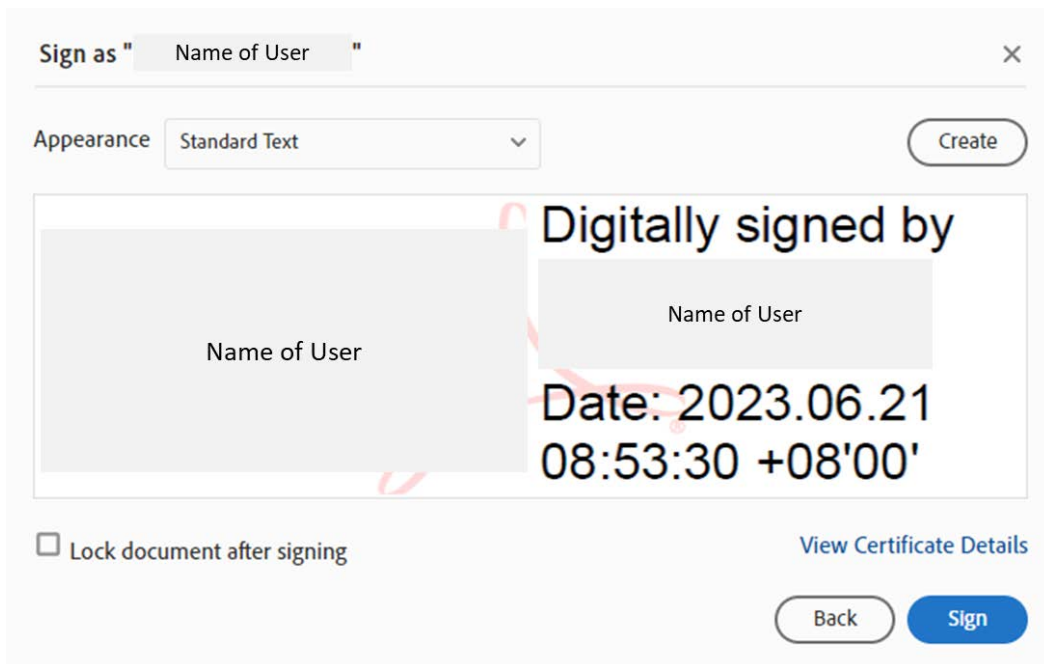 Sign as " Name of User "
Appearance Standard Text Create
Name of User
Digitally signed by
Name of User
Date: 2023.06.21
08:53:30 +08'00'
Lock document after signing
View Certificate Details
Back Sign